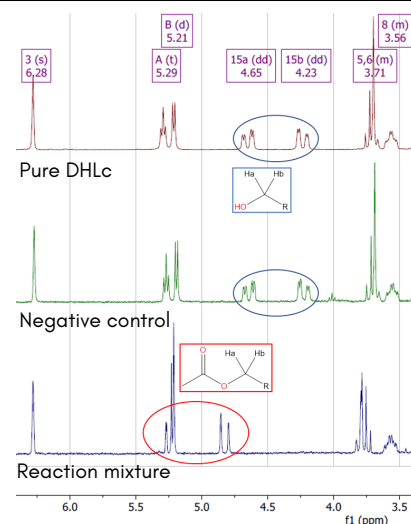 B (d)
5.21
8 (m)
3.56
3 (s)
6.28
A (t)
5.29
15a (dd)
4.65
15b (dd)
4.23
5,6 (m)
3.71
Pure DHLc
Ha
Hb
HO
R
Negative control
O
Ha
Hb
O
R
Reaction mixture
6.0 5.5 5.0 4.5 4.0 3.5
f1 (ppm)